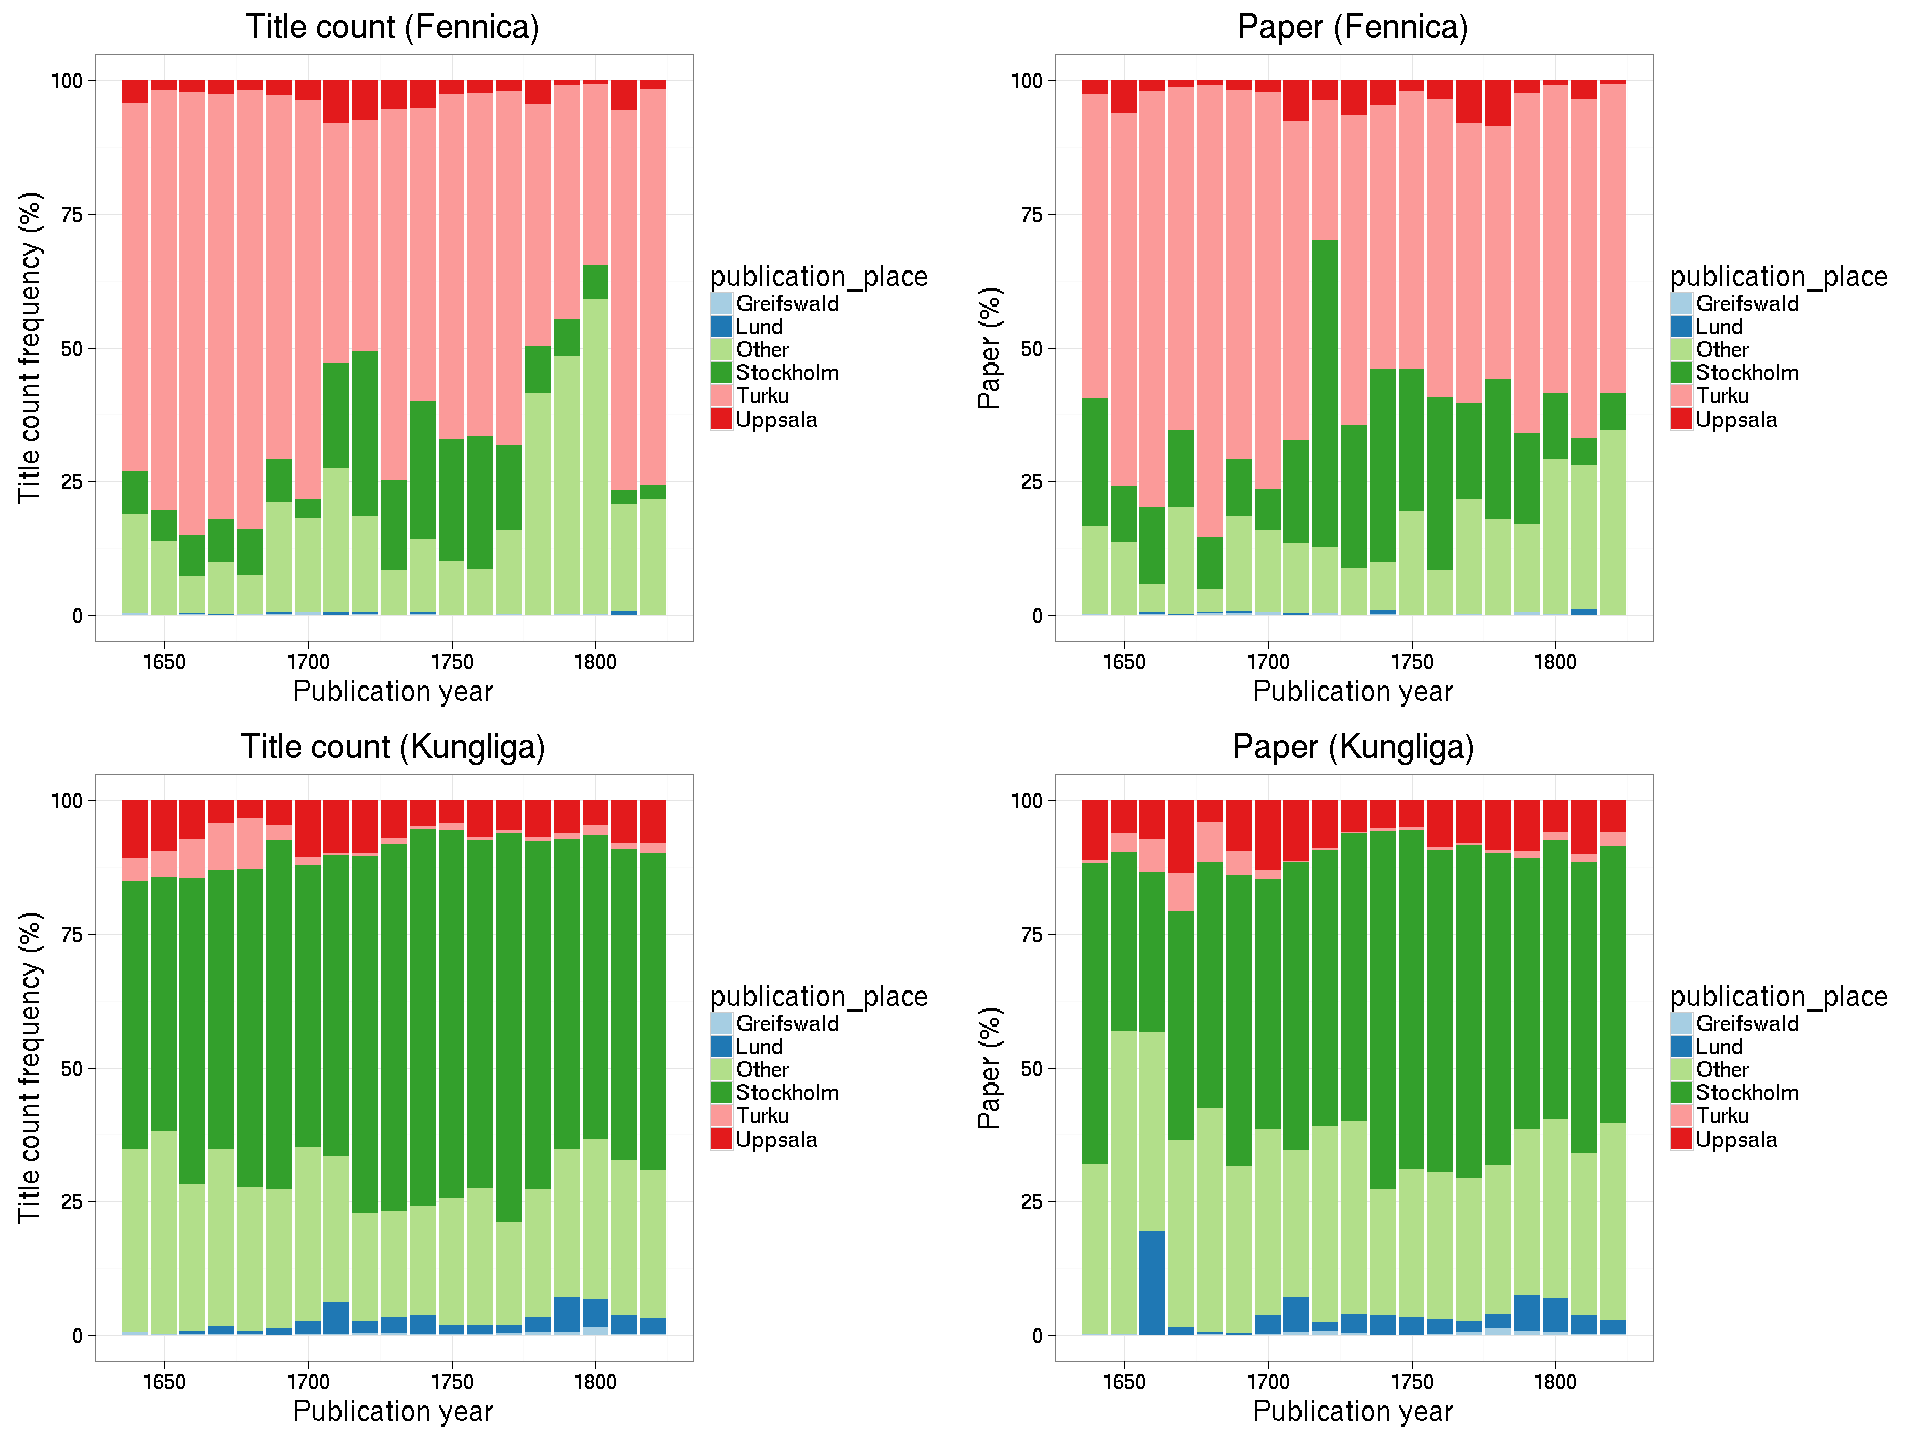 Title count (Fennica)
Title count frequency (%)
100
75
50
25
0
1650 1700 1750 1800
Publication year
publication_place
Greifswald
Lund
Other
Stockholm
Turku
Uppsala
Paper (Fennica)
Paper (%)
100
75
50
25
0
1650 1700 1750 1800
Publication year
publication_place
Greifswald
Lund
Other
Stockholm
Turku
Uppsala
Title count (Kungliga)
Title count frequency (%)
100
75
50
25
0
1650 1700 1750 1800
Publication year
publication_place
Greifswald
Lund
Other
Stockholm
Turku
Uppsala
Paper (Kungliga)
Paper (%)
100
75
50
25
0
1650 1700 1750 1800
Publication year
publication_place
Greifswald
Lund
Other
Stockholm
Turku
Uppsala